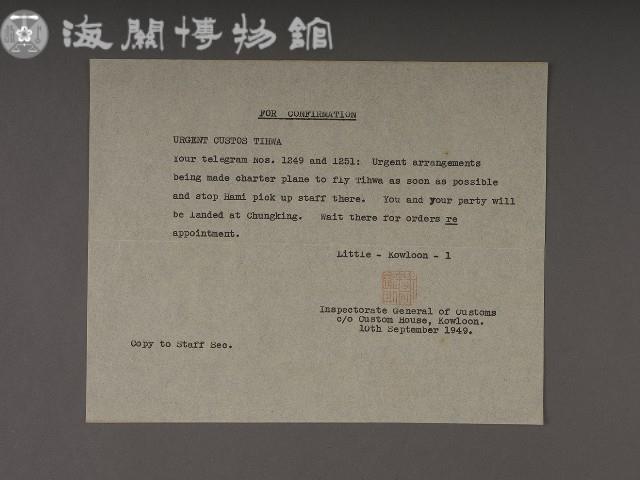 海關博物館
FOR CONFIRMATION
URGENT CUSTOS TIHWA
Your telegram Nos. 1249 and 1251: Urgent arrangements
being made charter plane to fly Tihwa as soon as possible
and stop Hami pick up staff there. You and your party will
be landed at Chungking. Wait there for orders re
appointment.
Little - Kowloon - 1
Inspectorate General of Customs
c/o Custom House, Kowloon.
10th September 1949.
Copy to Staff Sec.